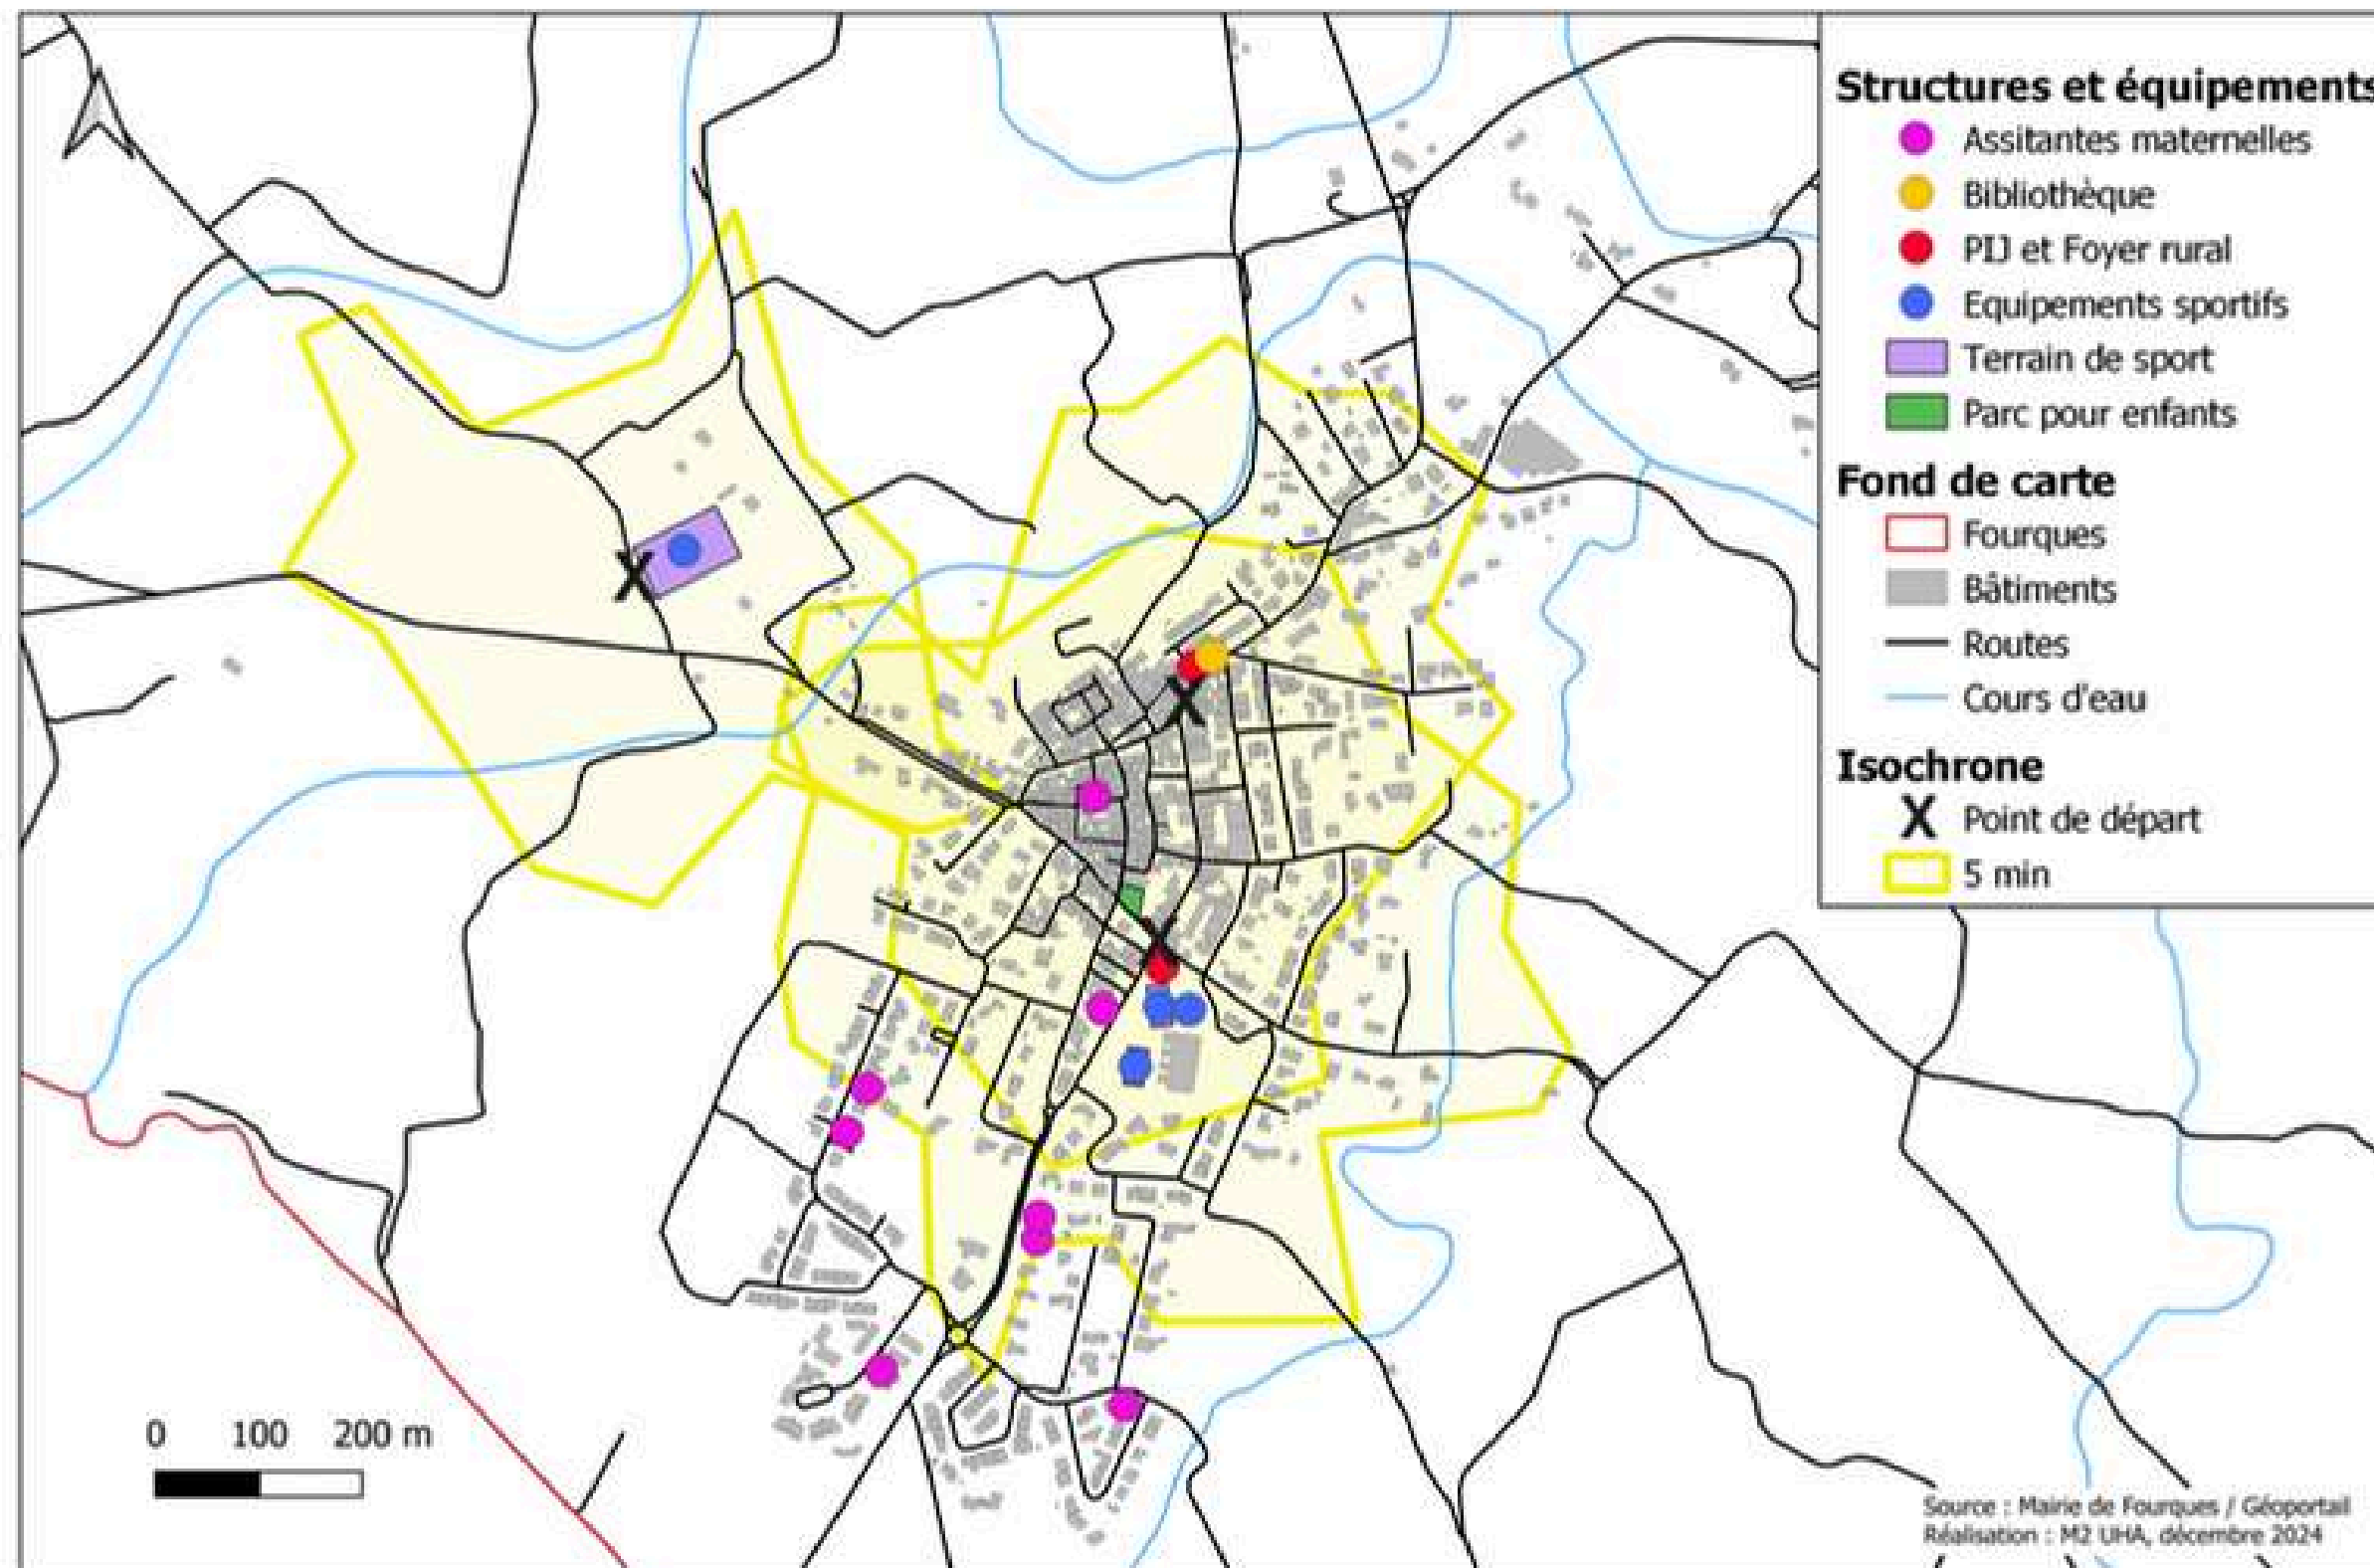 Structures et équipements
Assitantes maternelles
Bibliothèque
PIJ et Foyer rural
Equipements sportifs
Terrain de sport
Parc pour enfants
Fond de carte
Fourques
Bâtiments
Routes
Cours d'eau
Isochrone
X Point de départ
5 min
0 100 200 m
Source : Mairie de Fourques / Géoportail
Réalisation : M2 UHA, décembre 2024